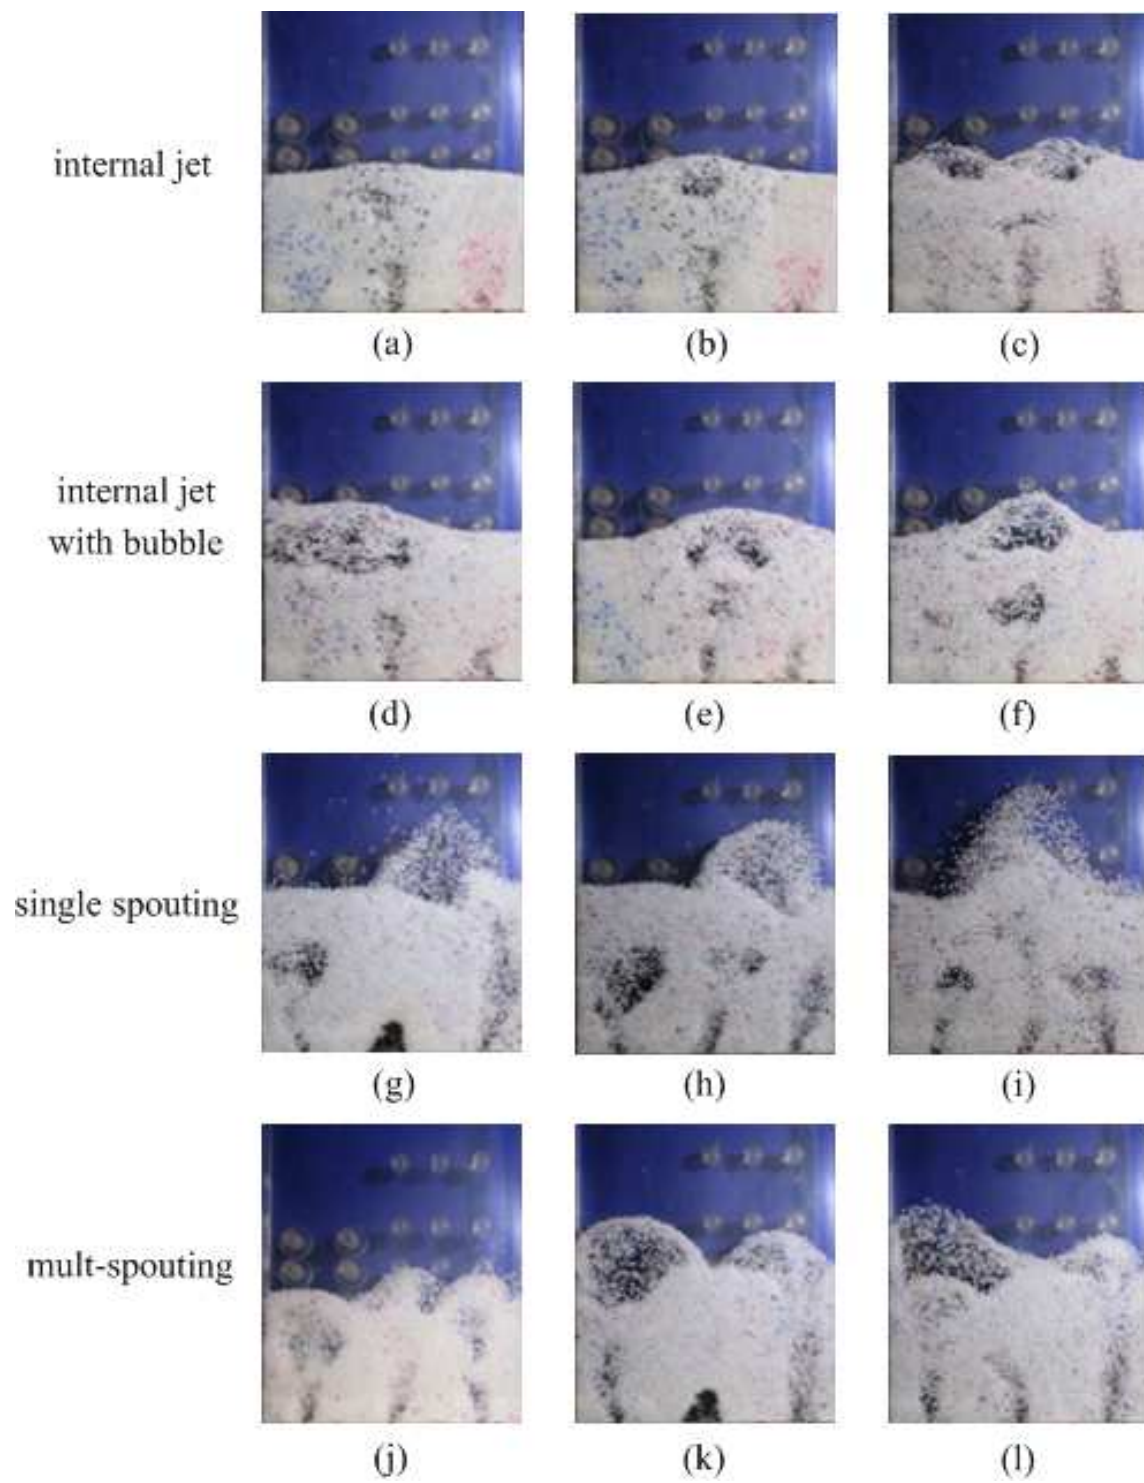 internal jet
(a)
(b)
(c)
internal jet
with bubble
(d)
(e)
(f)
single spouting
(g)
(h)
(i)
mult-spouting
(j)
(k)
(l)